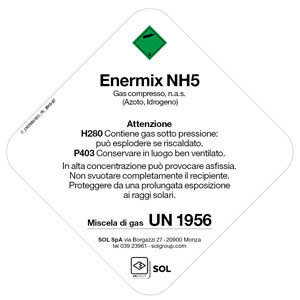 Enermix NH5
Gas compresso, n.a.s.
(Azoto, Idrogeno)
Attenzione
H280 Contiene gas sotto pressione:
può esplodere se riscaldato.
P403 Conservare in luogo ben ventilato.
In alta concentrazione può provocare asfissia.
Non svuotare completamente il recipiente.
Proteggere da una prolungata esposizione
ai raggi solari.
Miscela di gas UN 1956
SOL SpA via Borgazzi 27 - 20900 Monza
tel 039 23961 - solgroup.com
SOL